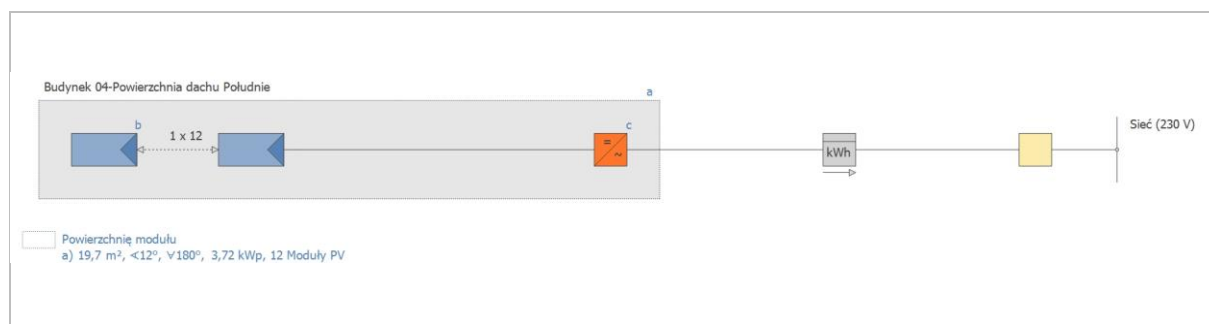 Budynek 04-Powierzchnia dachu Południe
a
b
1 x 12
c
=
~
kWh
Sieć (230 V)
Powierzchnię modułu
a) 19,7 m², ∢12°, ∀180°, 3,72 kWp, 12 Moduły PV